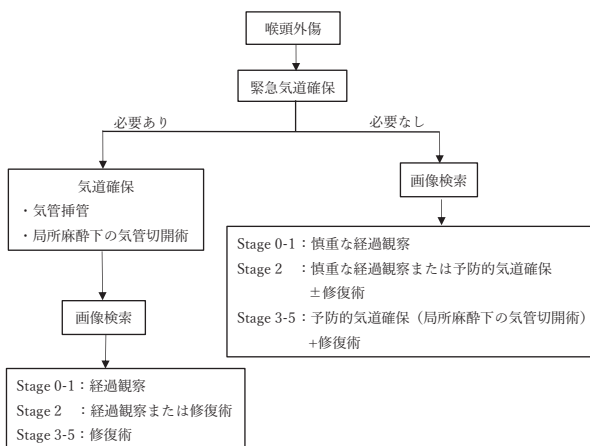 喉頭外傷
緊急気道確保
必要あり
必要なし
気道確保
・気管挿管
・局所麻酔下の気管切開術
画像検索
Stage 0-1：経過観察
Stage 2　：経過観察または修復術
Stage 3-5：修復術
画像検索
Stage 0-1：慎重な経過観察
Stage 2　：慎重な経過観察または予防的気道確保
±修復術
Stage 3-5：予防的気道確保（局所麻酔下の気管切開術）
+修復術